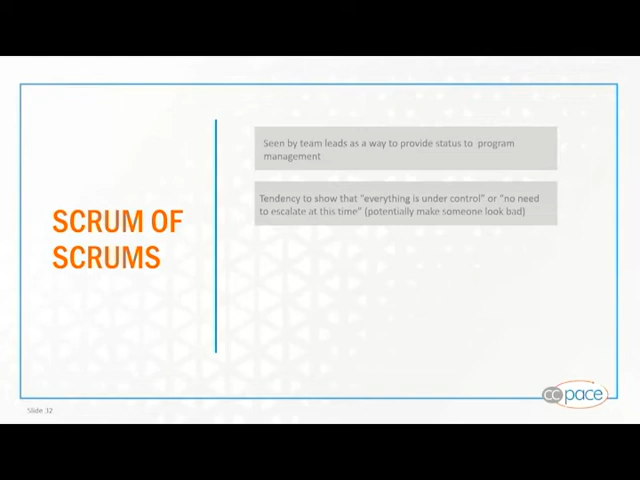 Seen by team leads as a way to provide status to program
management
Tendency to show that "everything is under control" or "no need
to escalate at this time" (potentially make someone look bad)
SCRUM OF
SCRUMS
Slide 32
ccpace